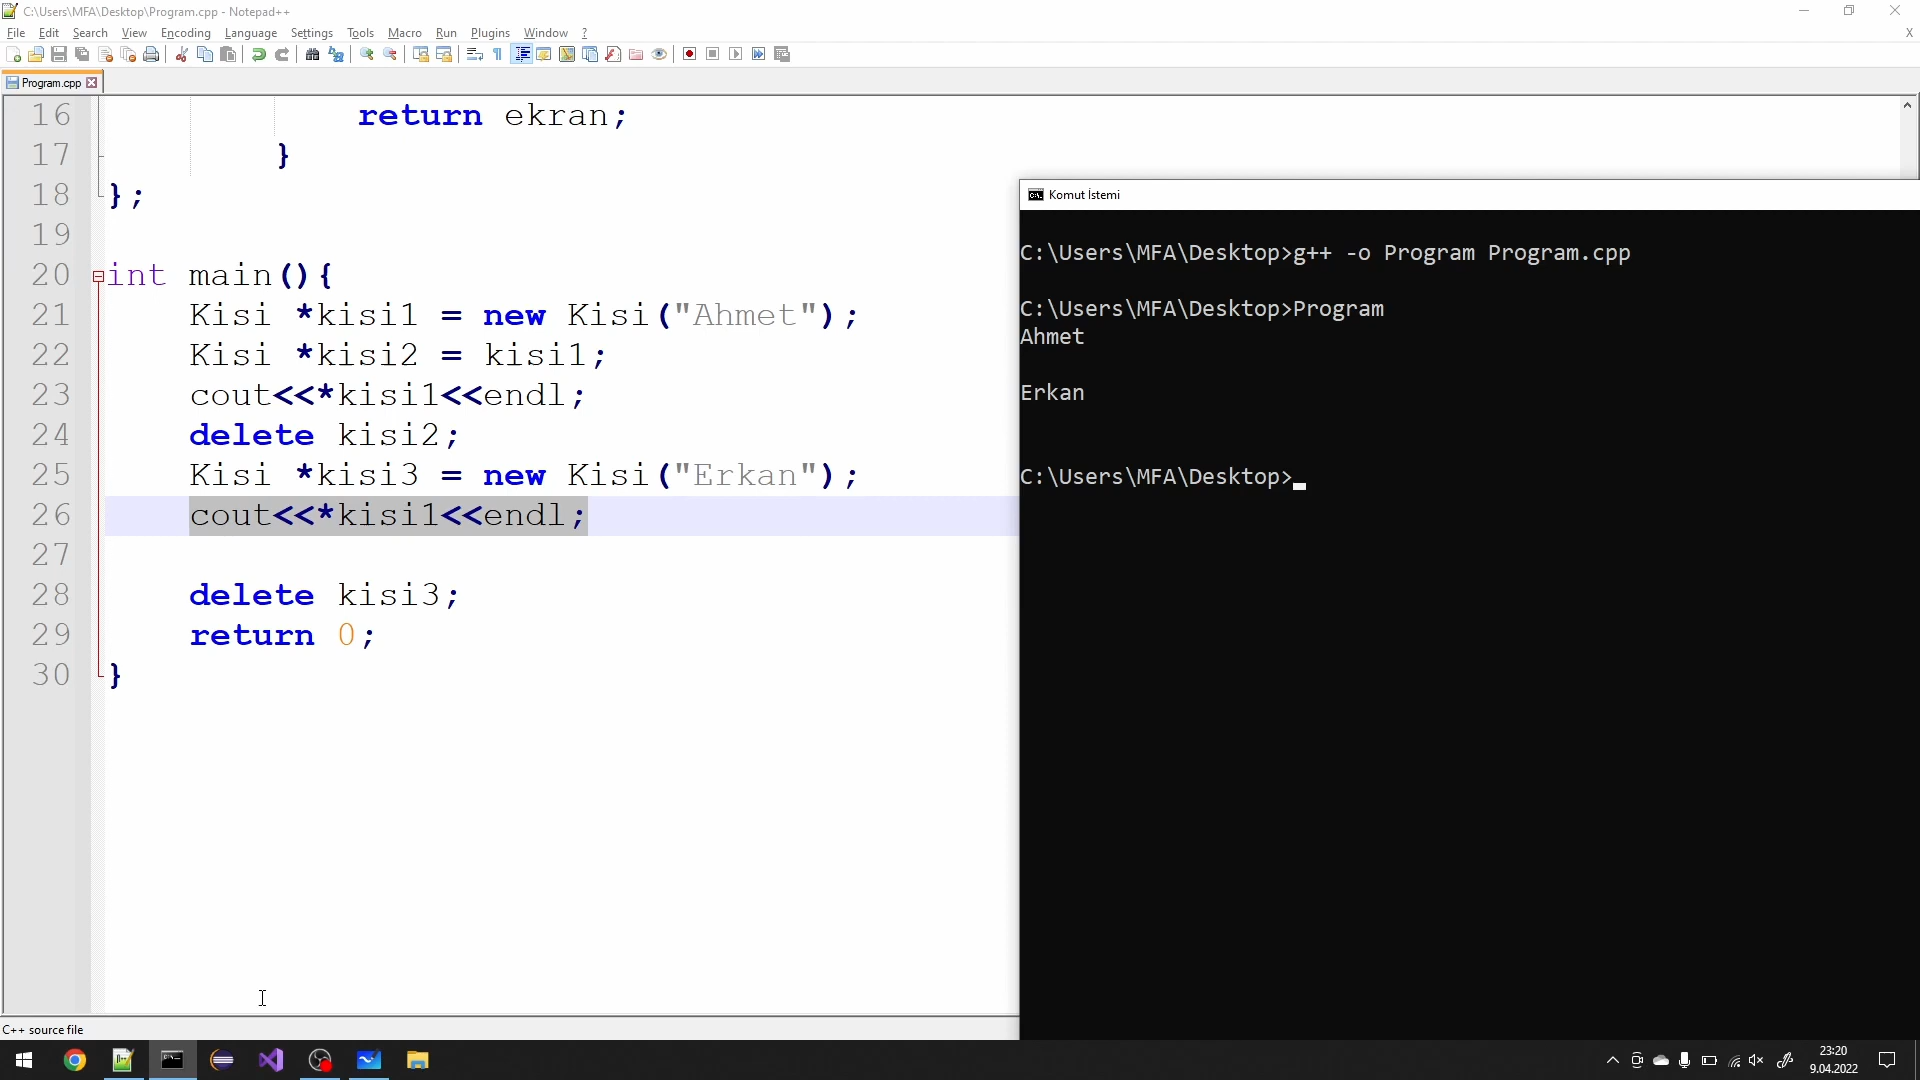 C:\Users\MFA\Desktop\Program.cpp - Notepad++
File Edit Search View Encoding Language Settings Tools Macro Run Plugins Window ? X
Program.cpp
16 return ekran;
17 }
18 };
19
20 int main(){
21 Kisi *kisi1 = new Kisi("Ahmet");
22 Kisi *kisi2 = kisi1;
23 cout<<*kisi1<<endl;
24 delete kisi2;
25 Kisi *kisi3 = new Kisi("Erkan");
26 cout<<*kisi1<<endl;
27
28 delete kisi3;
29 return 0;
30 }
Komut İstemi
C:\Users\MFA\Desktop>g++ -o Program Program.cpp
C:\Users\MFA\Desktop>Program
Ahmet
Erkan
C:\Users\MFA\Desktop>
C++ source file
23:20
9.04.2022